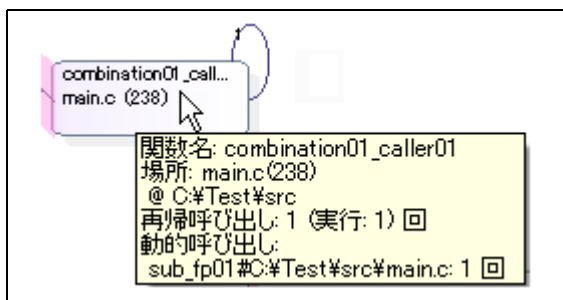 1
combination01_call...
main.c (238)
関数名: combination01_caller01
場所: main.c(238)
@ C:¥Test¥src
再帰呼び出し: 1 (実行: 1) 回
動的呼び出し:
sub_fp01#C:¥Test¥src¥main.c: 1 回